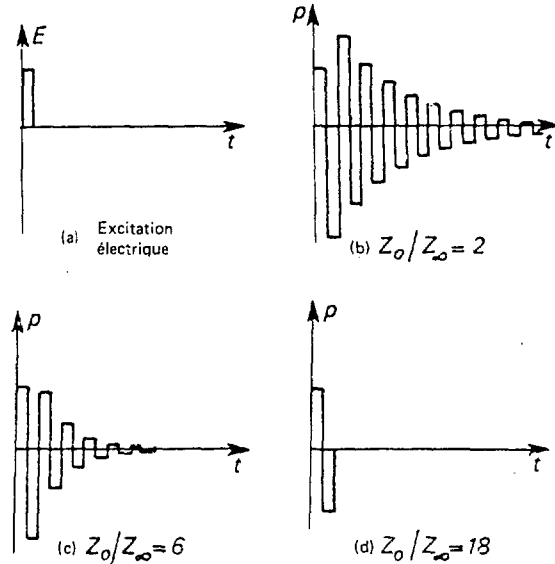 E
t
(a) Excitation
électrique
p
t
(b) Z₀/Z∞ = 2
p
t
(c) Z₀/Z∞ = 6
p
t
(d) Z₀/Z∞ = 18